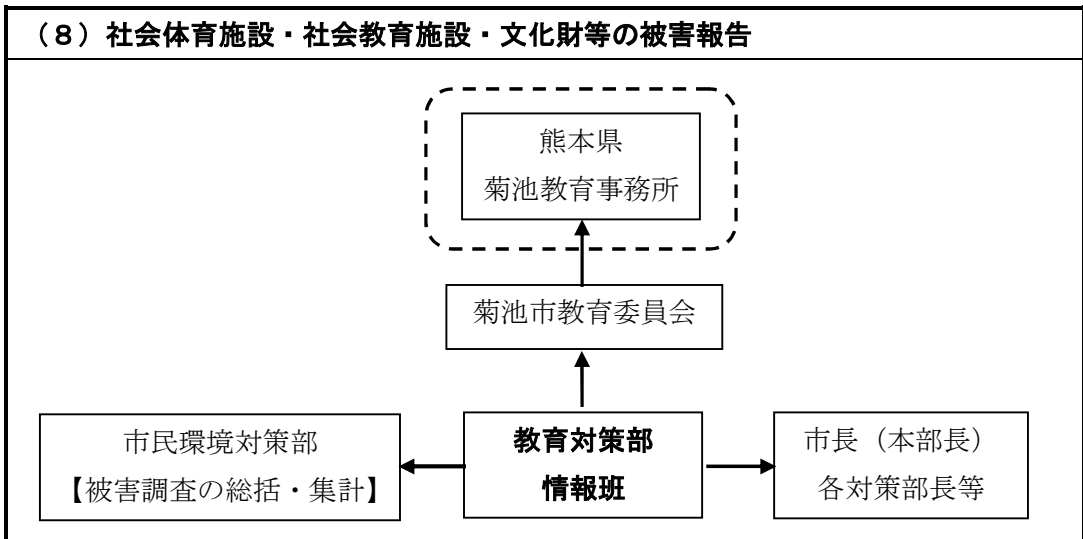 （８）社会体育施設・社会教育施設・文化財等の被害報告
熊本県
菊池教育事務所
菊池市教育委員会
市民環境対策部
【被害調査の総括・集計】
教育対策部
情報班
市長（本部長）
各対策部長等